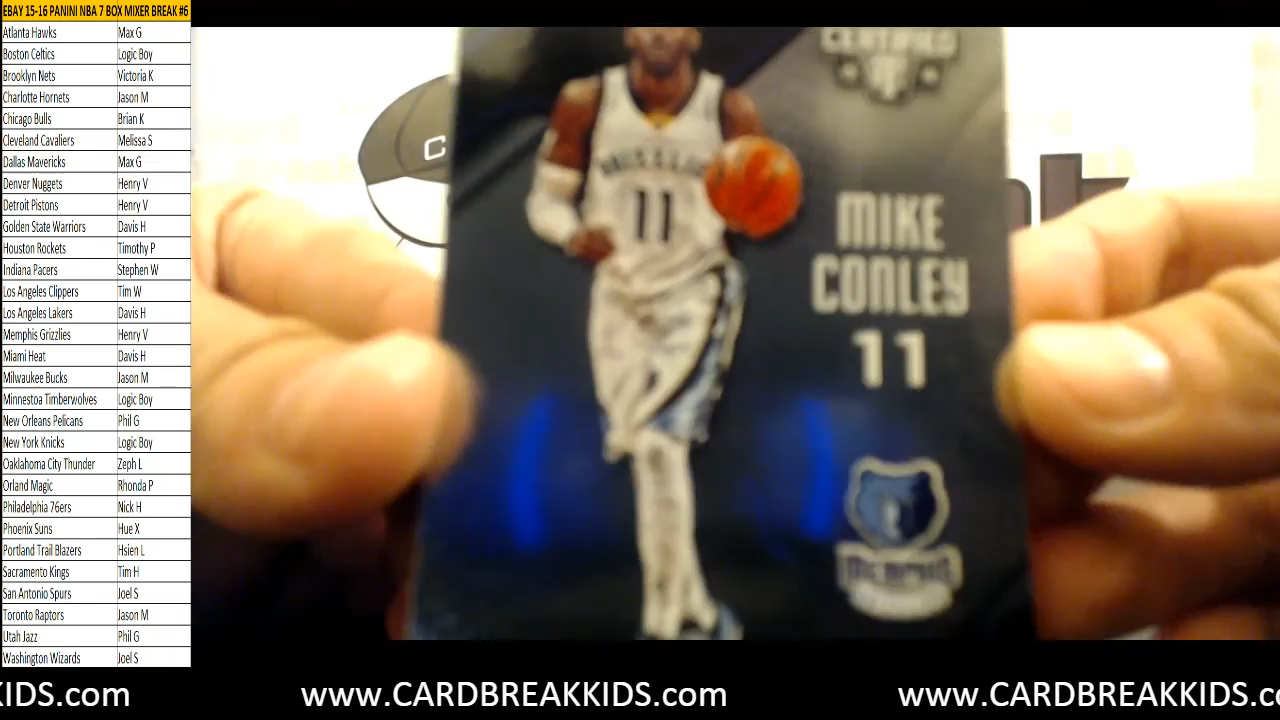 EBAY 15-16 PANINI NBA 7 BOX MIXER BREAK #6
Atlanta Hawks Max G
Boston Celtics Logic Boy
Brooklyn Nets Victoria K
Charlotte Hornets Jason M
Chicago Bulls Brian K
Cleveland Cavaliers Melissa S
Dallas Mavericks Max G
Denver Nuggets Henry V
Detroit Pistons Henry V
Golden State Warriors Davis H
Houston Rockets Timothy P
Indiana Pacers Stephen W
Los Angeles Clippers Tim W
Los Angeles Lakers Davis H
Memphis Grizzlies Henry V
Miami Heat Davis H
Milwaukee Bucks Jason M
Minnestoa Timberwolves Logic Boy
New Orleans Pelicans Phil G
New York Knicks Logic Boy
Oaklahoma City Thunder Zeph L
Orland Magic Rhonda P
Philadelphia 76ers Nick H
Phoenix Suns Hue X
Portland Trail Blazers Hsien L
Sacramento Kings Tim H
San Antonio Spurs Joel S
Toronto Raptors Jason M
Utah Jazz Phil G
Washington Wizards Joel S
CERTIFIED
C
11
MIKE
CONLEY
11
MEMPHIS
KIDS.com www.CARDBREAKKIDS.com www.CARDBREAKKIDS.c